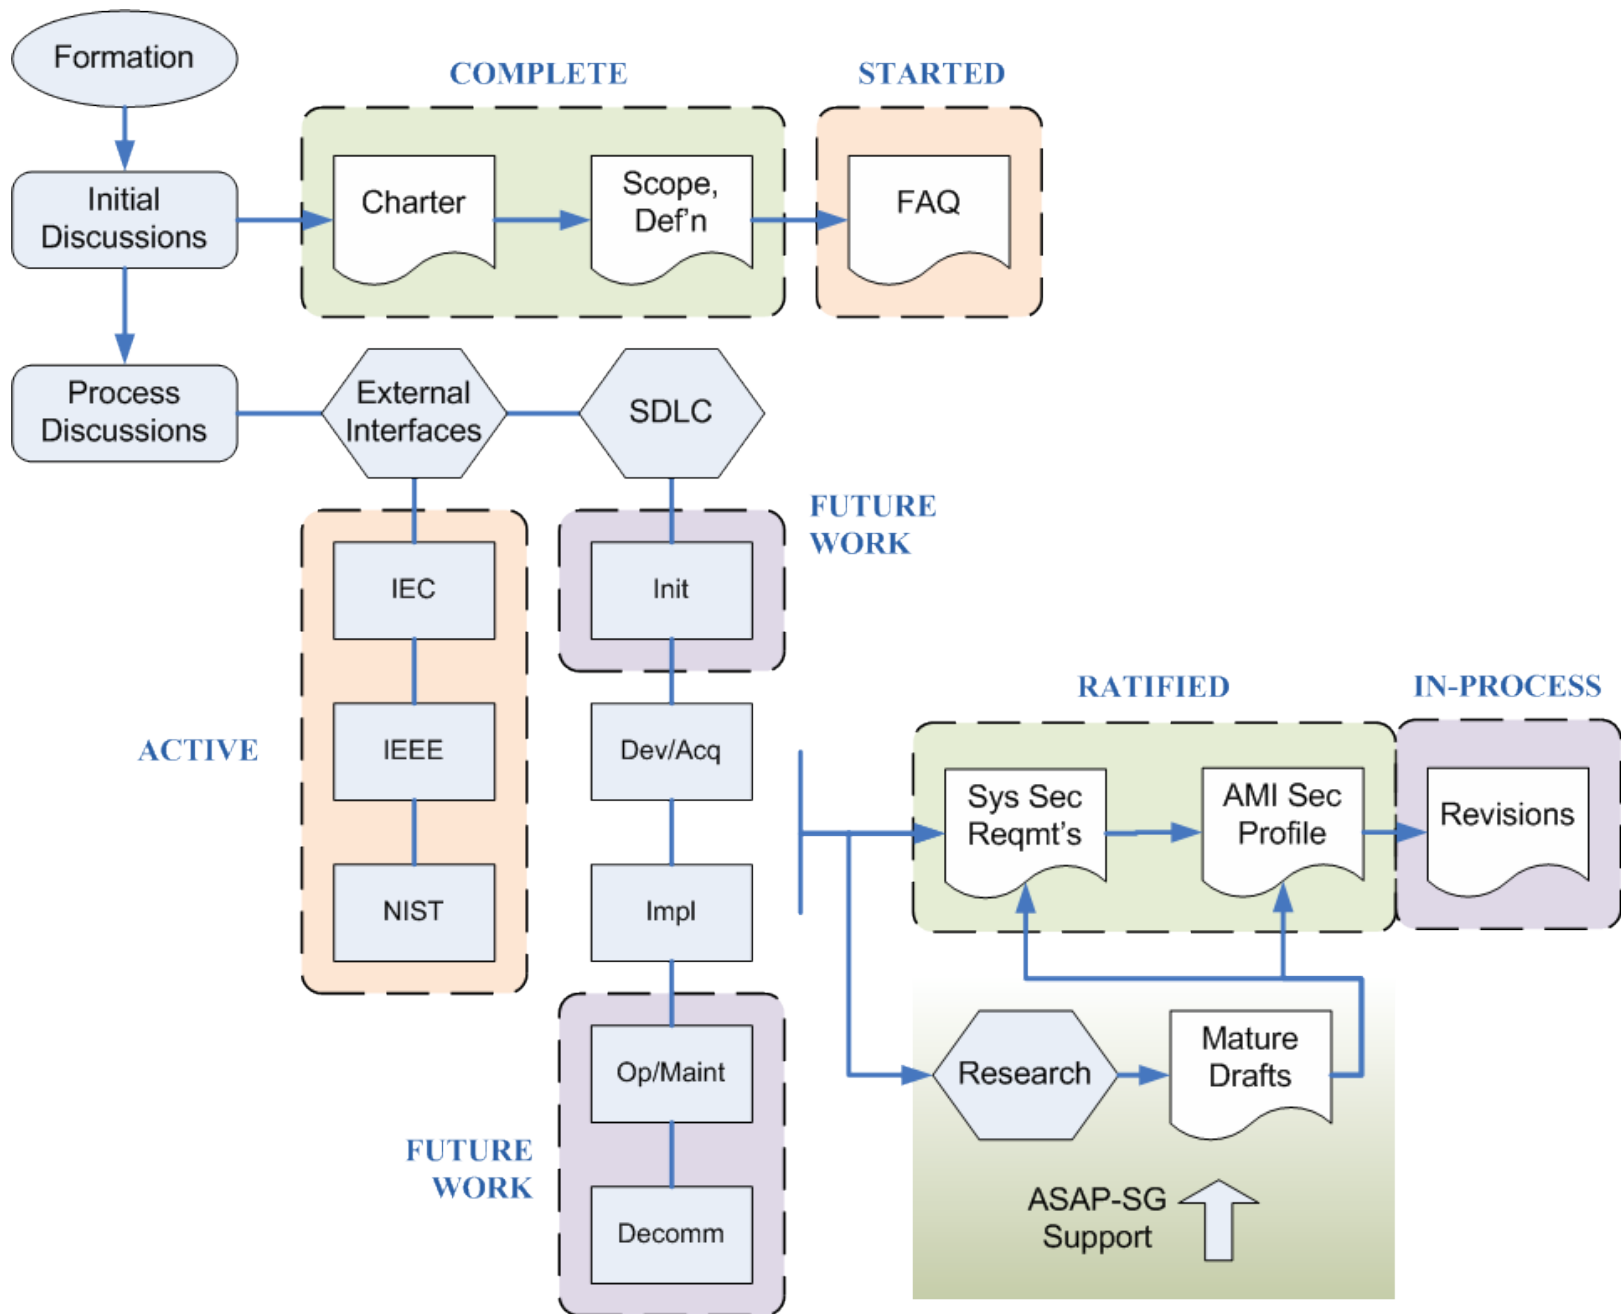 Formation
COMPLETE
STARTED
Initial
Discussions
Charter
Scope,
Def'n
FAQ
Process
Discussions
External
Interfaces
SDLC
FUTURE
WORK
IEC
Init
ACTIVE
IEEE
Dev/Acq
NIST
Impl
RATIFIED
IN-PROCESS
Sys Sec
Reqmt's
AMI Sec
Profile
Revisions
Op/Maint
FUTURE
WORK
Decomm
Research
Mature
Drafts
ASAP-SG
Support